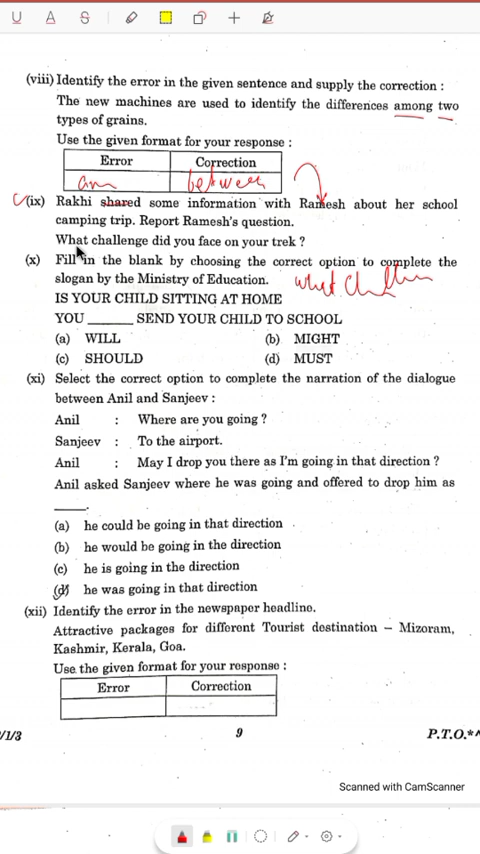 (viii) Identify the error in the given sentence and supply the correction :
The new machines are used to identify the differences among two
types of grains.
Use the given format for your response :
Error Correction
am between
(ix) Rakhi shared some information with Ramesh about her school
camping trip. Report Ramesh's question.
What challenge did you face on your trek ?
(x) Fill in the blank by choosing the correct option to complete the
slogan by the Ministry of Education.
what challen
IS YOUR CHILD SITTING AT HOME
YOU ______ SEND YOUR CHILD TO SCHOOL
(a) WILL (b) MIGHT
(c) SHOULD (d) MUST
(xi) Select the correct option to complete the narration of the dialogue
between Anil and Sanjeev :
Anil : Where are you going ?
Sanjeev : To the airport.
Anil : May I drop you there as I'm going in that direction ?
Anil asked Sanjeev where he was going and offered to drop him as
____.
(a) he could be going in that direction
(b) he would be going in the direction
(c) he is going in the direction
(d) he was going in that direction
(xii) Identify the error in the newspaper headline.
Attractive packages for different Tourist destination – Mizoram,
Kashmir, Kerala, Goa.
Use the given format for your response :
Error Correction
/1/3 9 P.T.O.*^
Scanned with CamScanner